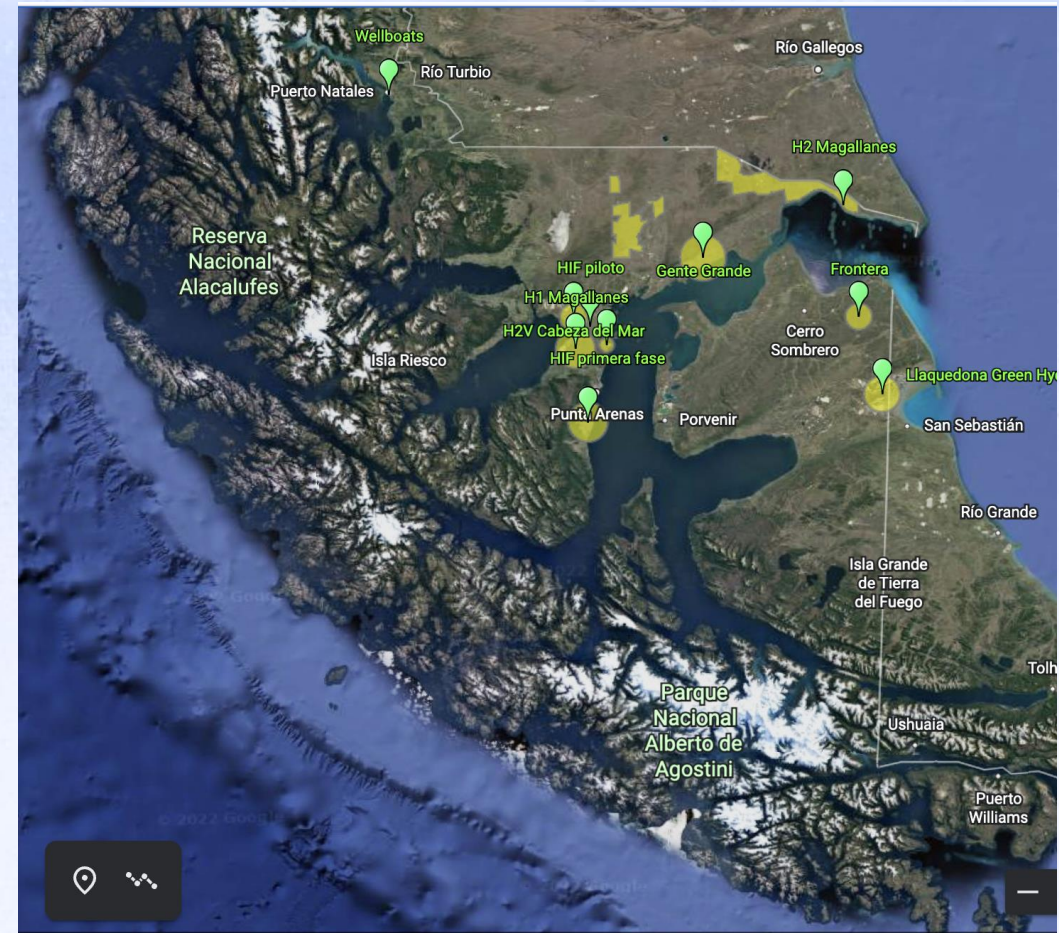 Wellboats
Río Gallegos
Río Turbio
Puerto Natales
H2 Magallanes
Reserva
Nacional
Alacalufes
HIF piloto
Gente Grande
Frontera
H1 Magallanes
H2V Cabeza del Mar
Cerro
Sombrero
Isla Riesco
HIF primera fase
Llaquedona Green Hy
Punta Arenas
Porvenir
San Sebastián
Río Grande
Isla Grande
de Tierra
del Fuego
Tolh
Parque
Nacional
Alberto de
Agostini
Ushuaia
Puerto
Williams
© 2022 Google